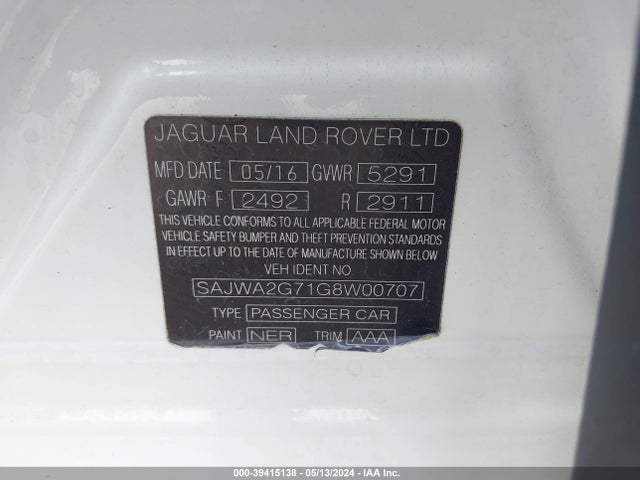 JAGUAR LAND ROVER LTD
MFD DATE 05/16 GVWR 5291
GAWR F 2492 R 2911
THIS VEHICLE CONFORMS TO ALL APPLICABLE FEDERAL MOTOR
VEHICLE SAFETY BUMPER AND THEFT PREVENTION STANDARDS
IN EFFECT UP TO THE DATE OF MANUFACTURE SHOWN BELOW
VEH IDENT NO
SAJWA2G71G8W00707
TYPE PASSENGER CAR
PAINT NER TRIM AAA
000-39415138 - 05/13/2024 - IAA Inc.